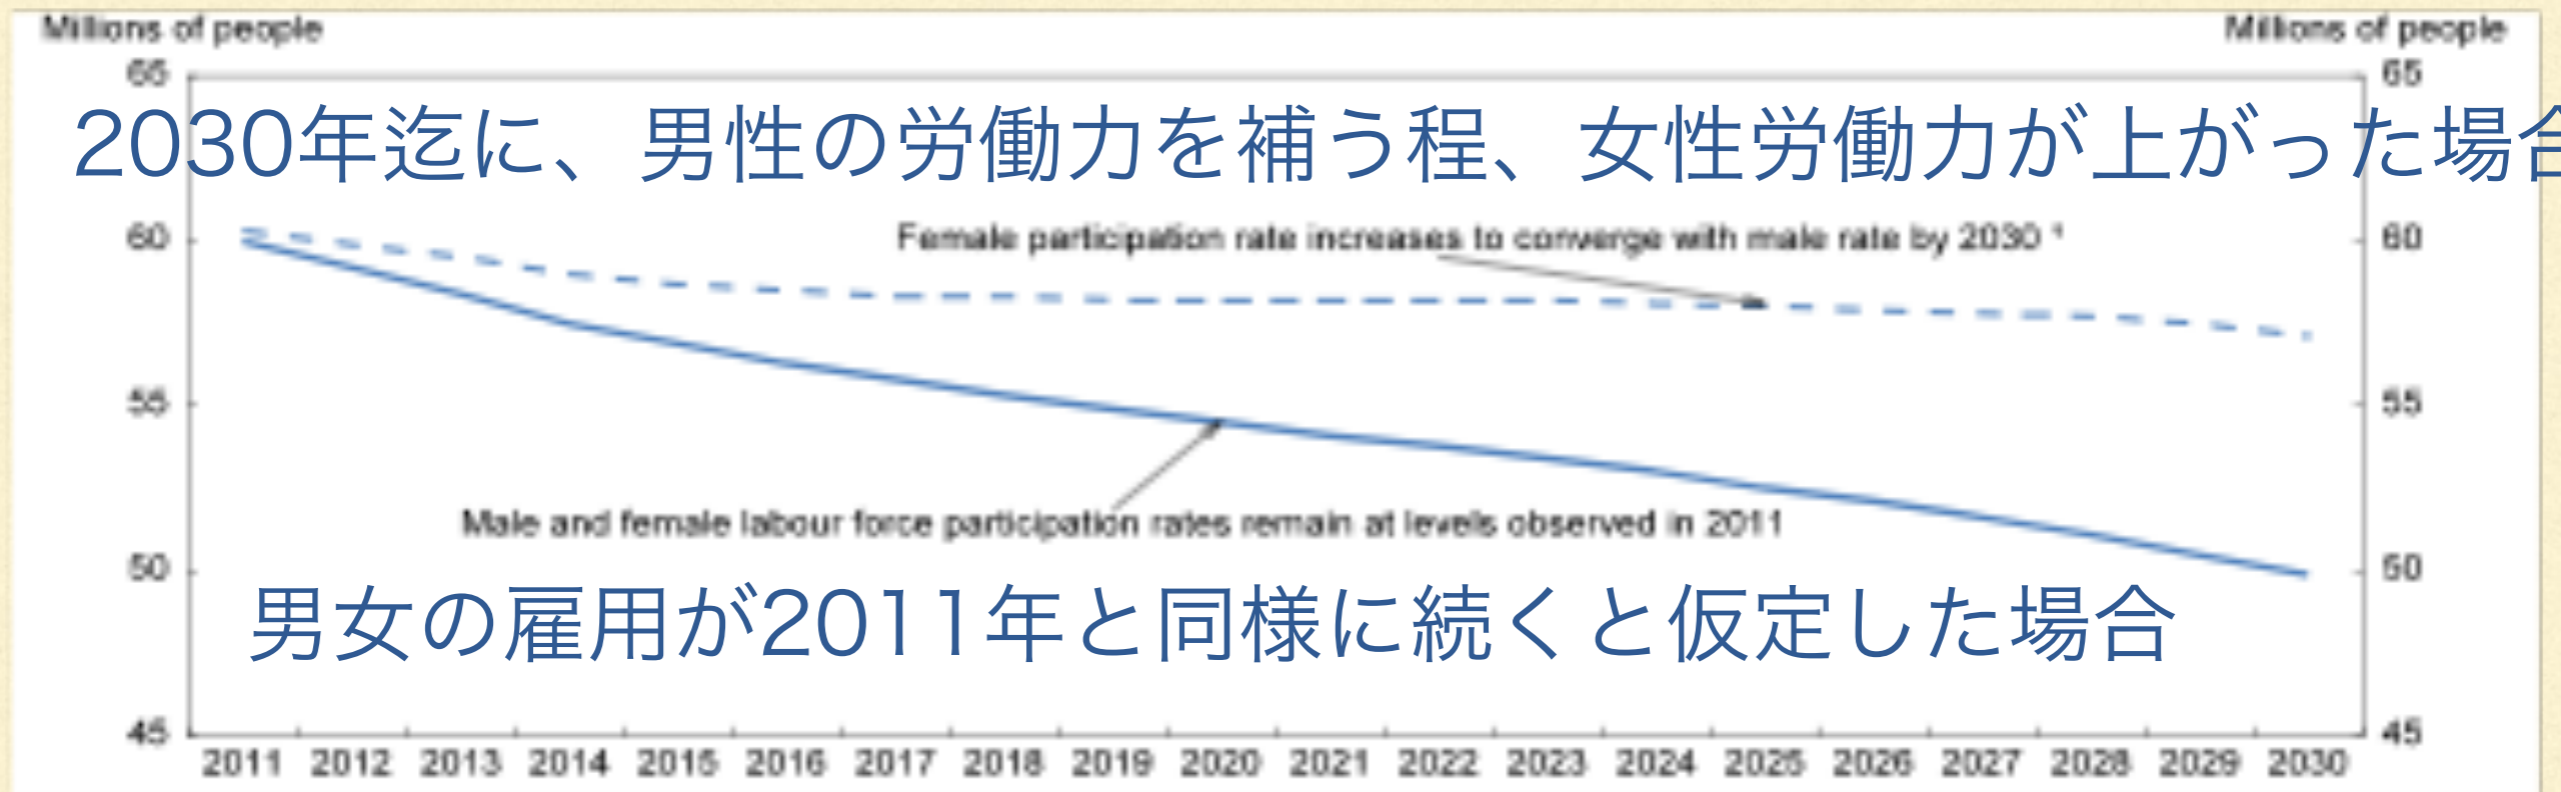 Millions of people Millions of people
65 65
2030年迄に、男性の労働力を補う程、女性労働力が上がった場合
60 60
Female participation rate increases to converge with male rate by 2030 ¹
55 55
Male and female labour force participation rates remain at levels observed in 2011
50 50
男女の雇用が2011年と同様に続くと仮定した場合
45 45
2011 2012 2013 2014 2015 2016 2017 2018 2019 2020 2021 2022 2023 2024 2025 2026 2027 2028 2029 2030